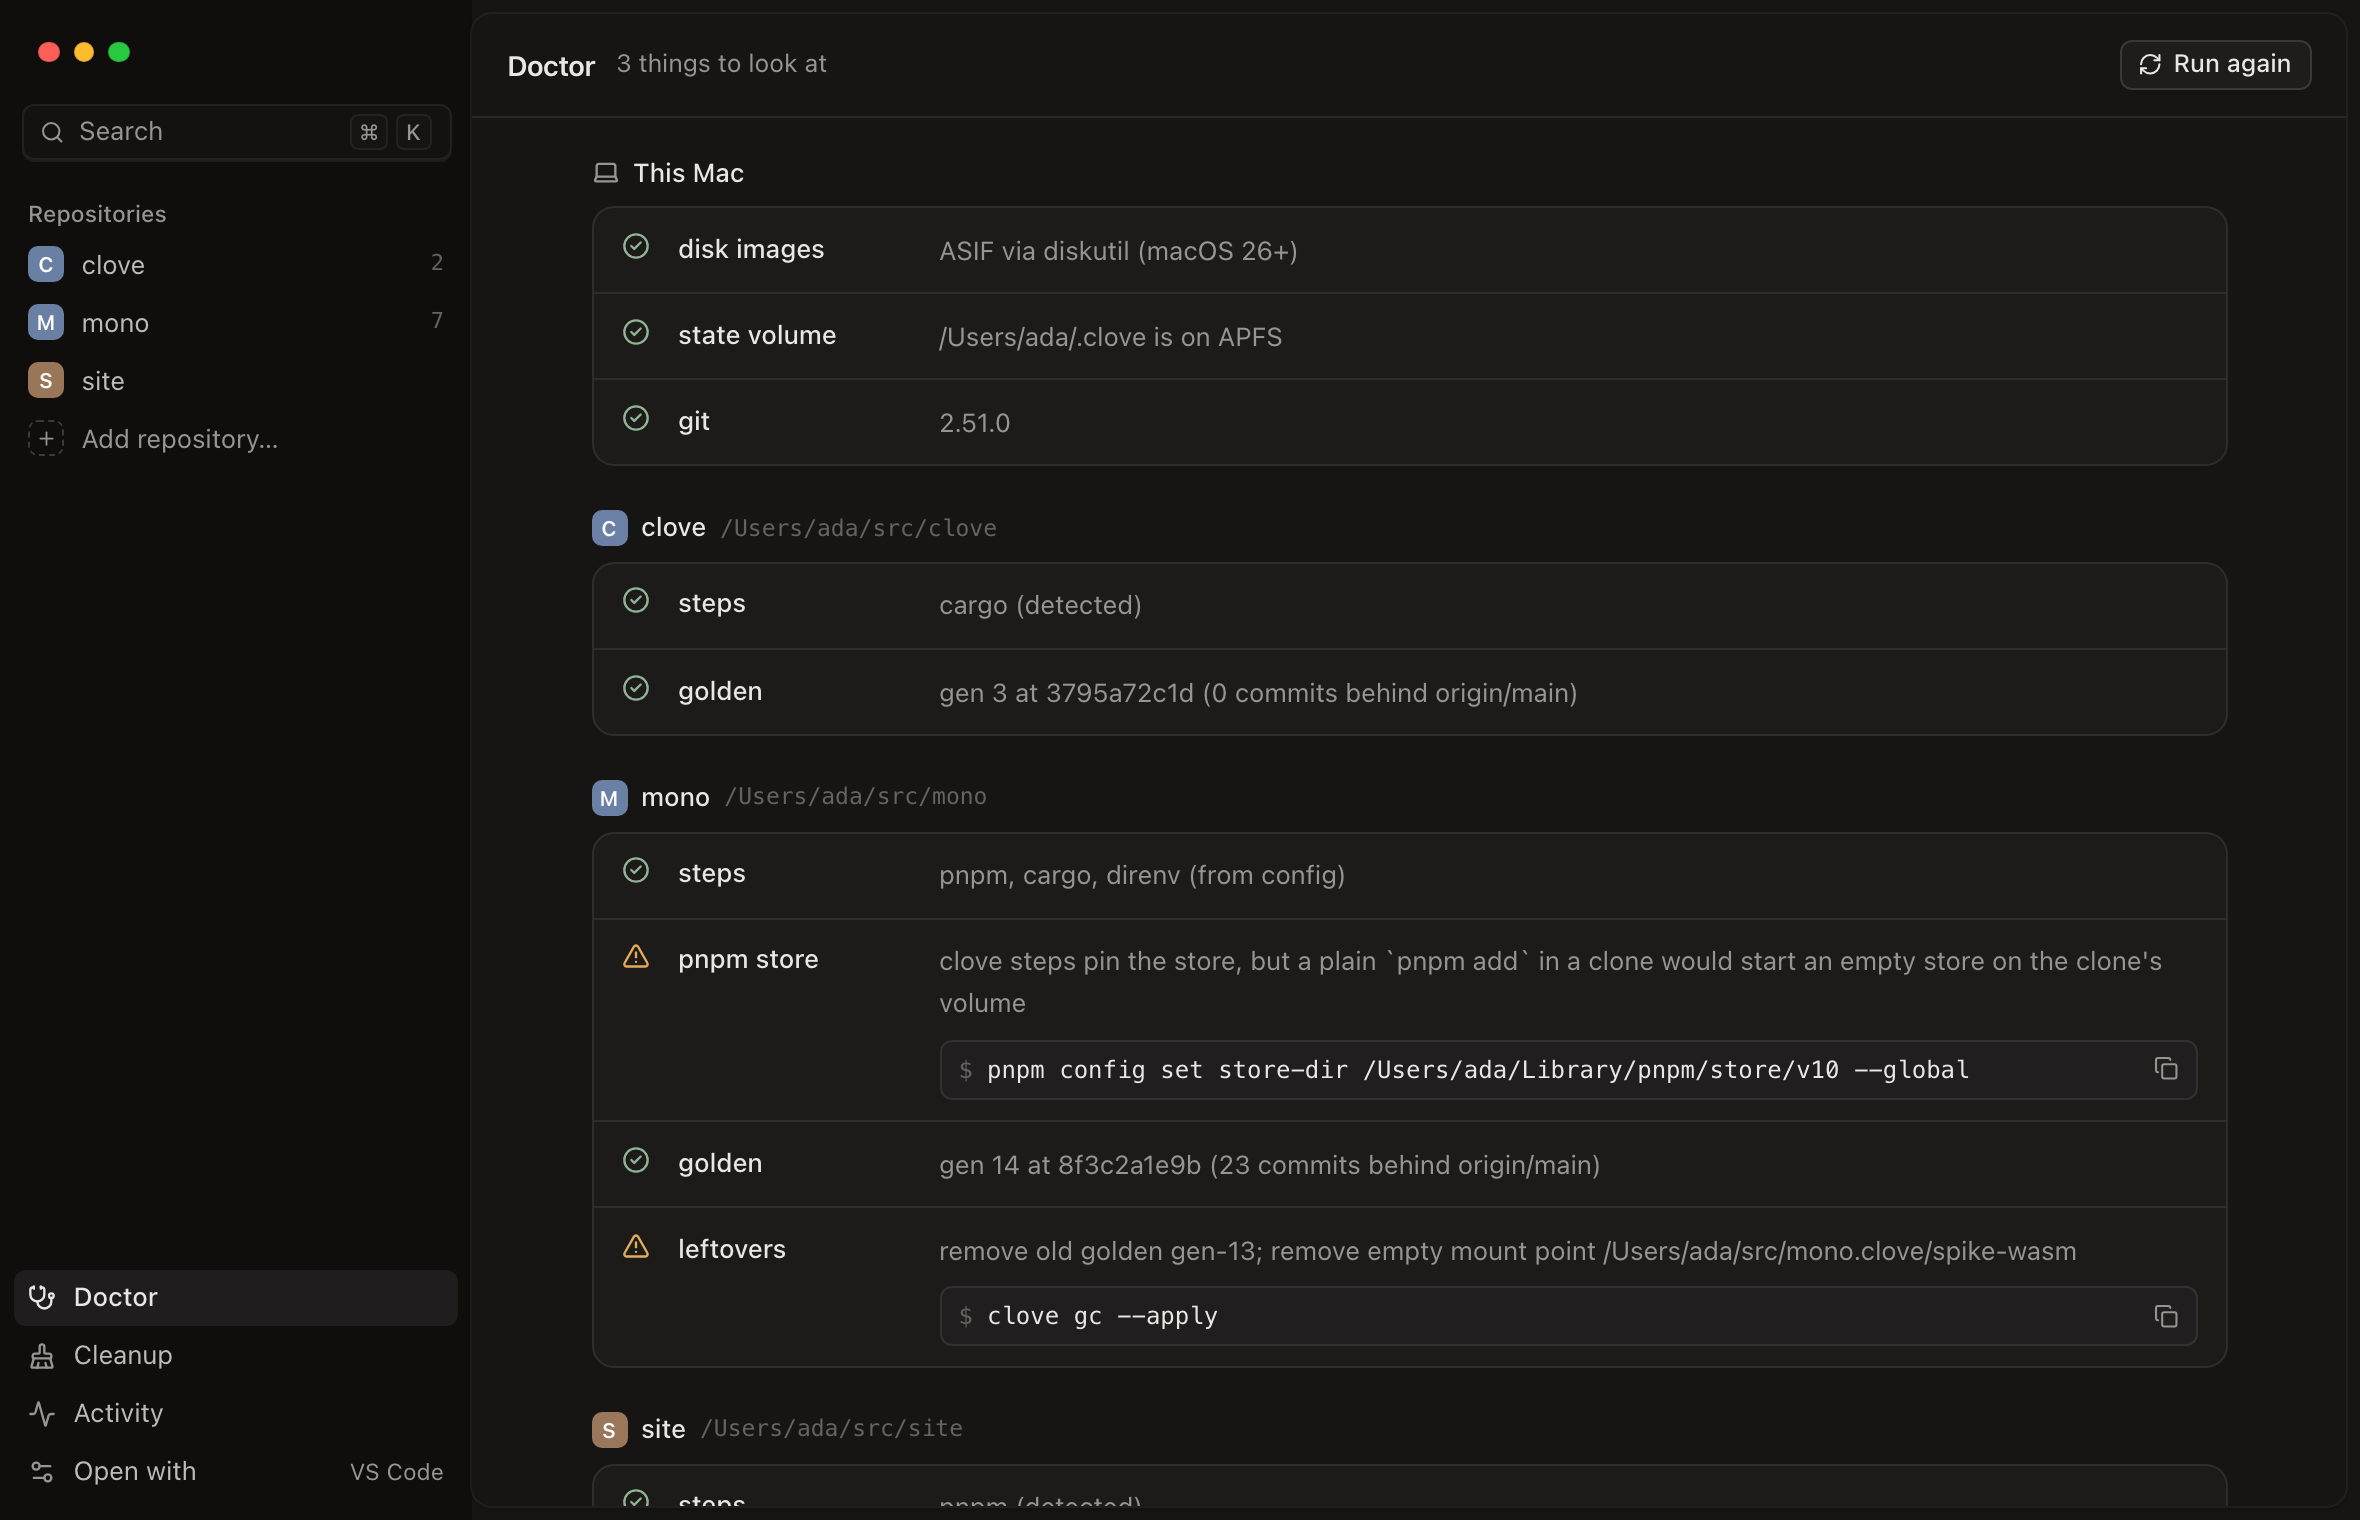 Search ⌘ K
Repositories
C clove 2
M mono 7
S site
+ Add repository...
Doctor
Cleanup
Activity
Open with VS Code
Doctor 3 things to look at Run again
This Mac
disk images ASIF via diskutil (macOS 26+)
state volume /Users/ada/.clove is on APFS
git 2.51.0
C clove /Users/ada/src/clove
steps cargo (detected)
golden gen 3 at 3795a72c1d (0 commits behind origin/main)
M mono /Users/ada/src/mono
steps pnpm, cargo, direnv (from config)
pnpm store clove steps pin the store, but a plain `pnpm add` in a clone would start an empty store on the clone's
volume
$ pnpm config set store-dir /Users/ada/Library/pnpm/store/v10 --global
golden gen 14 at 8f3c2a1e9b (23 commits behind origin/main)
leftovers remove old golden gen-13; remove empty mount point /Users/ada/src/mono.clove/spike-wasm
$ clove gc --apply
S site /Users/ada/src/site
steps pnpm (detected)